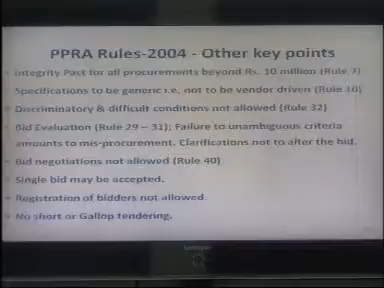 PPRA Rules-2004 - Other key points
Integrity Pact for all procurements beyond Rs. 10 million (Rule 7)
Specifications to be generic i.e. not to be vendor driven (Rule 10)
Discriminatory & difficult conditions not allowed (Rule 32)
Bid Evaluation (Rule 29 – 31); Failure to unambiguous criteria
amounts to mis-procurement. Clarifications not to alter the bid.
Bid negotiations not allowed (Rule 40)
Single bid may be accepted.
Registration of bidders not allowed.
No short or Gallop tendering.